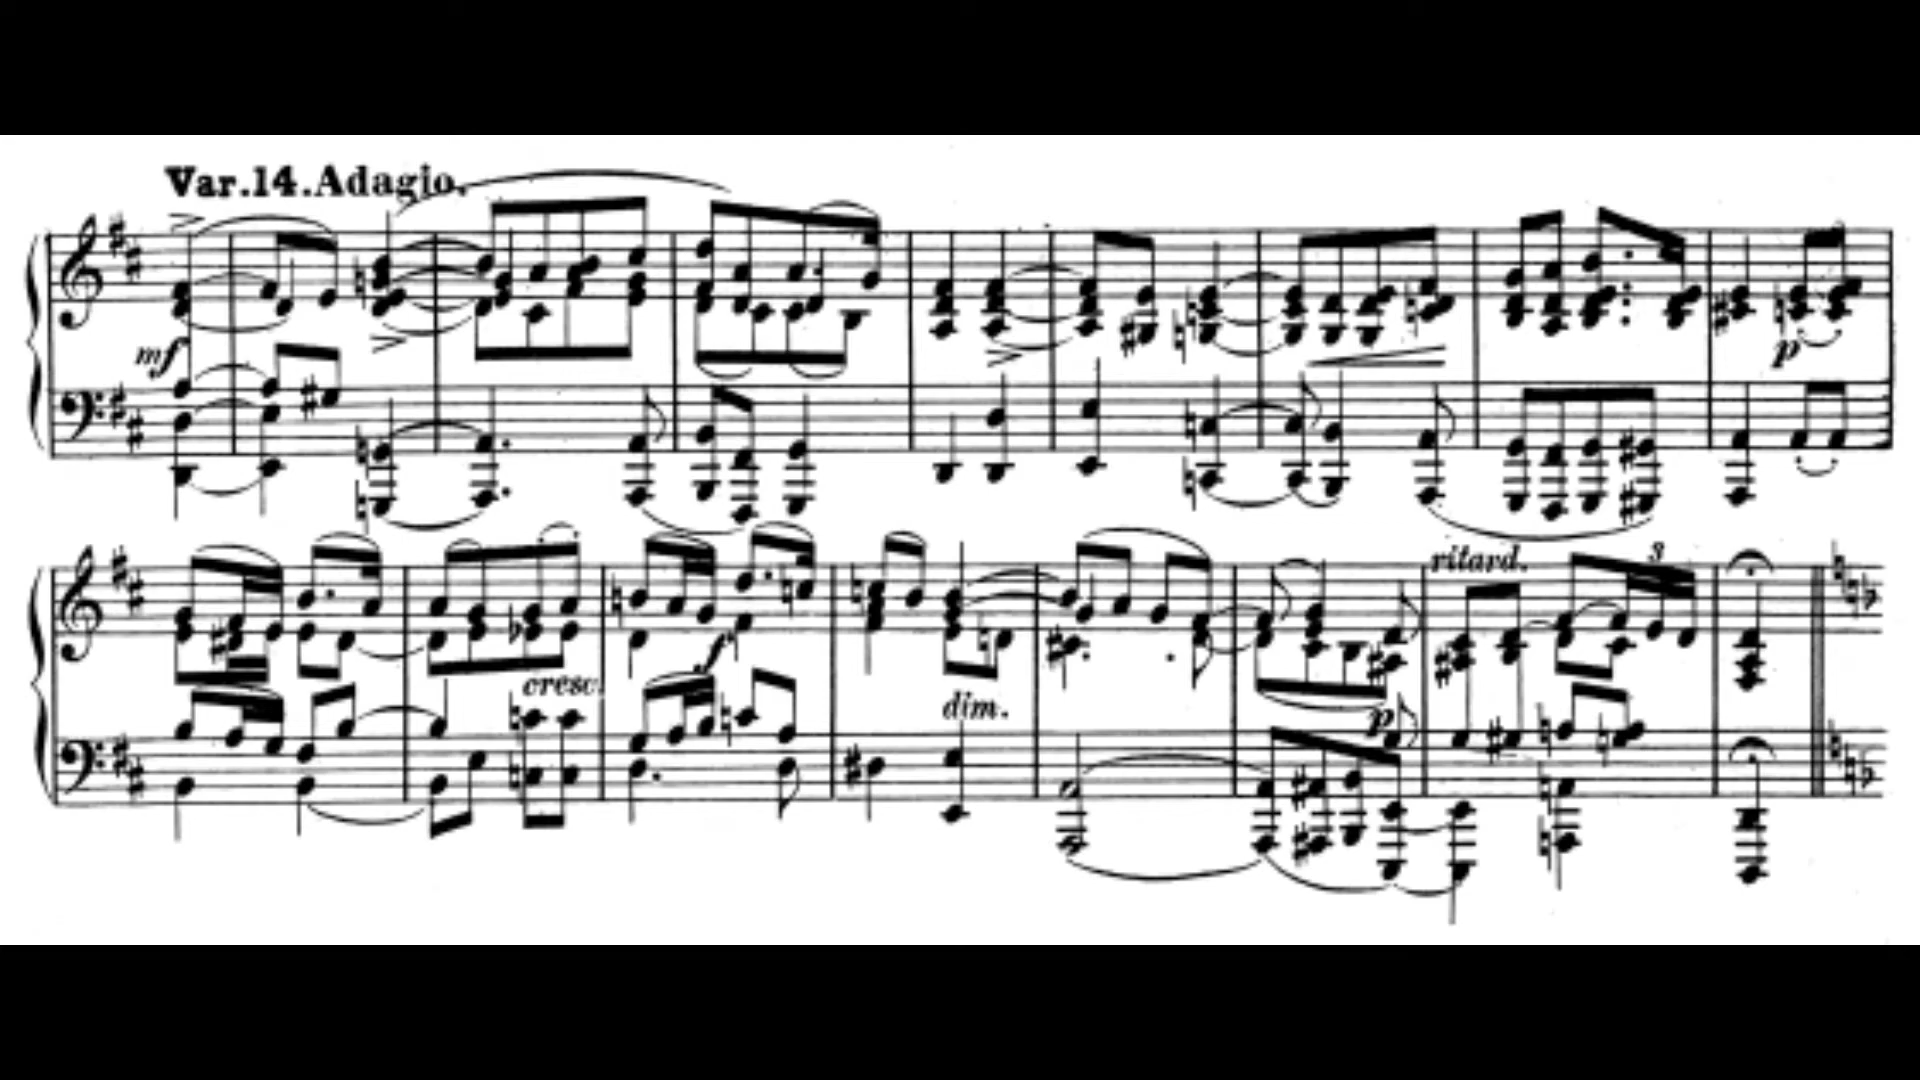 Var.14.Adagio.
mf
p
ritard.
3
cresc.
f
dim.
p